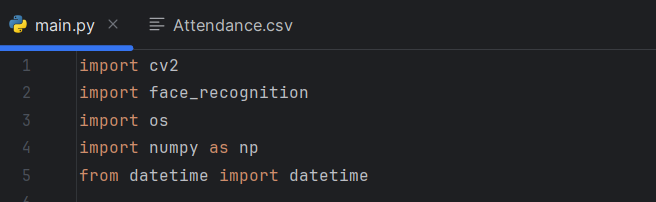 main.py Attendance.csv
1 import cv2
2 import face_recognition
3 import os
4 import numpy as np
5 from datetime import datetime